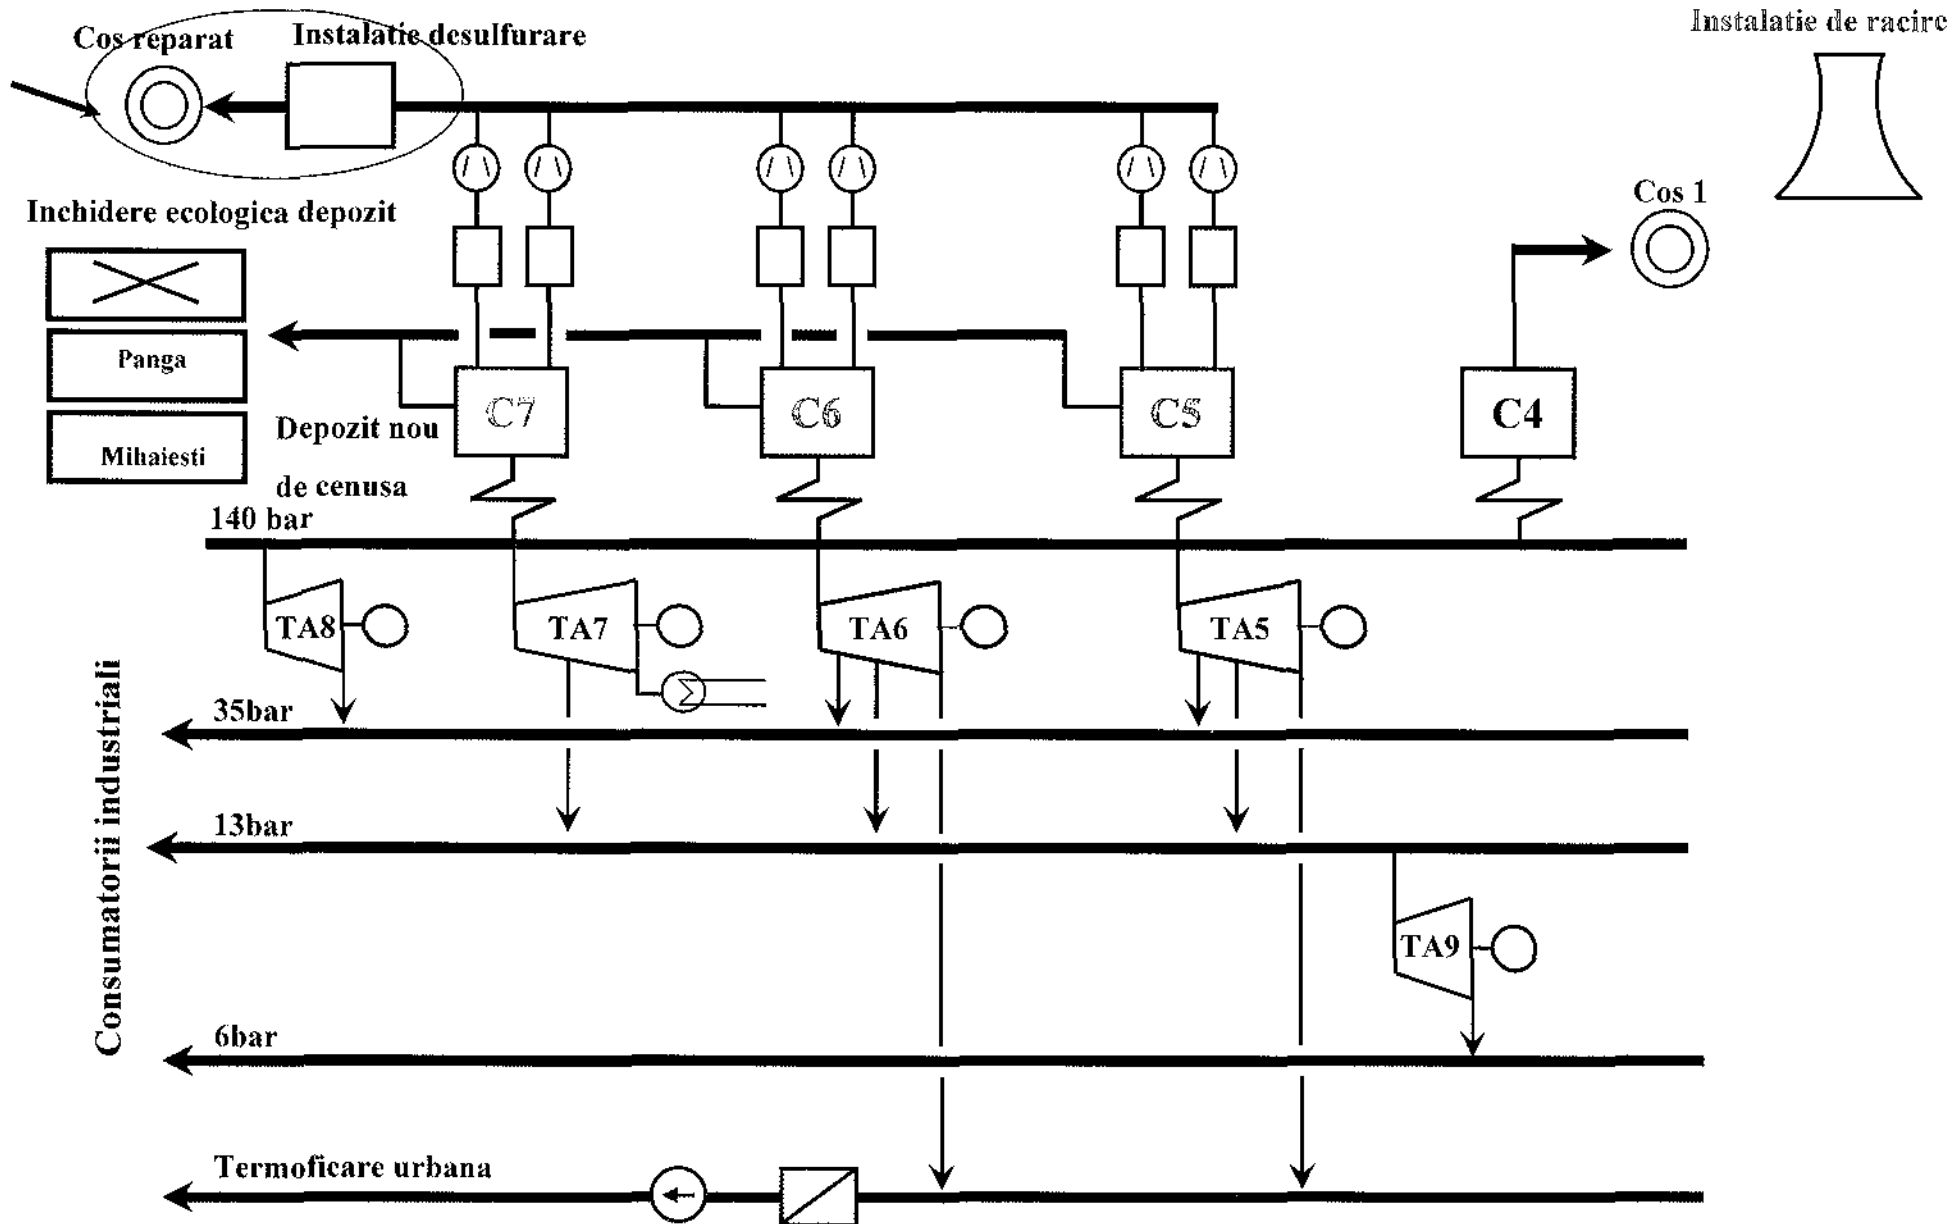 Instalatie de racire
Cos reparat
Instalatie desulfurare
Cos 1
Inchidere ecologica depozit
Panga
Mihaiesti
Depozit nou
de cenusa
C7
C6
C5
C4
140 bar
TA8
TA7
TA6
TA5
35bar
13bar
TA9
6bar
Consumatorii industriali
Termoficare urbana